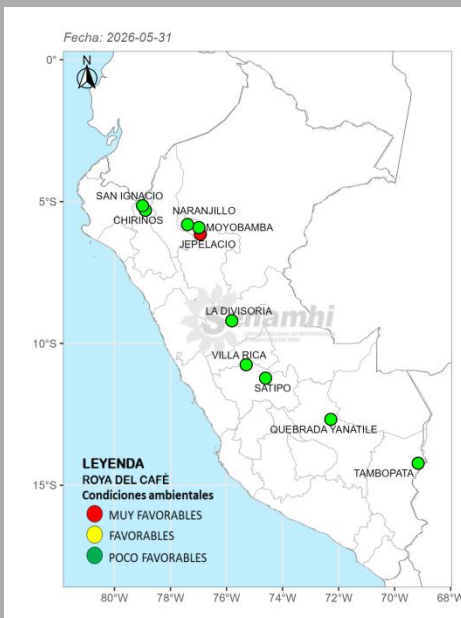 Fecha: 2026-05-31
N
0°
SAN IGNACIO
CHIRINOS
NARANJILLO
MOYOBAMBA
JEPELACIO
5°S
LA DIVISORIA
Senamhi
10°S
VILLA RICA
SATIPO
QUEBRADA YANATILE
TAMBOPATA
15°S
LEYENDA
ROYA DEL CAFÉ
Condiciones ambientales
MUY FAVORABLES
FAVORABLES
POCO FAVORABLES
80°W 78°W 76°W 74°W 72°W 70°W 68°W